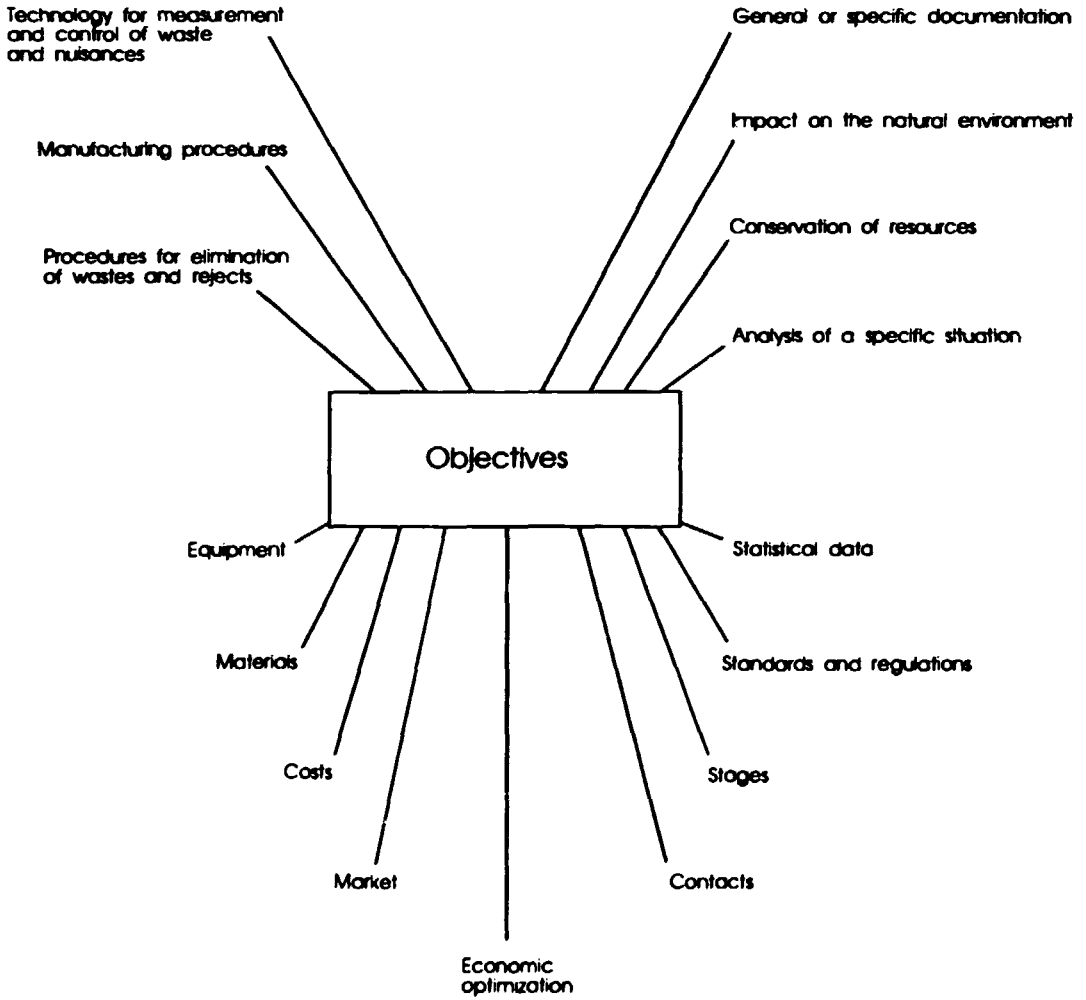 Technology for measurement
and control of waste
and nuisances
General or specific documentation
Impact on the natural environment
Manufacturing procedures
Conservation of resources
Procedures for elimination
of wastes and rejects
Analysis of a specific situation
Objectives
Equipment
Statistical data
Materials
Standards and regulations
Costs
Stages
Market
Contacts
Economic
optimization